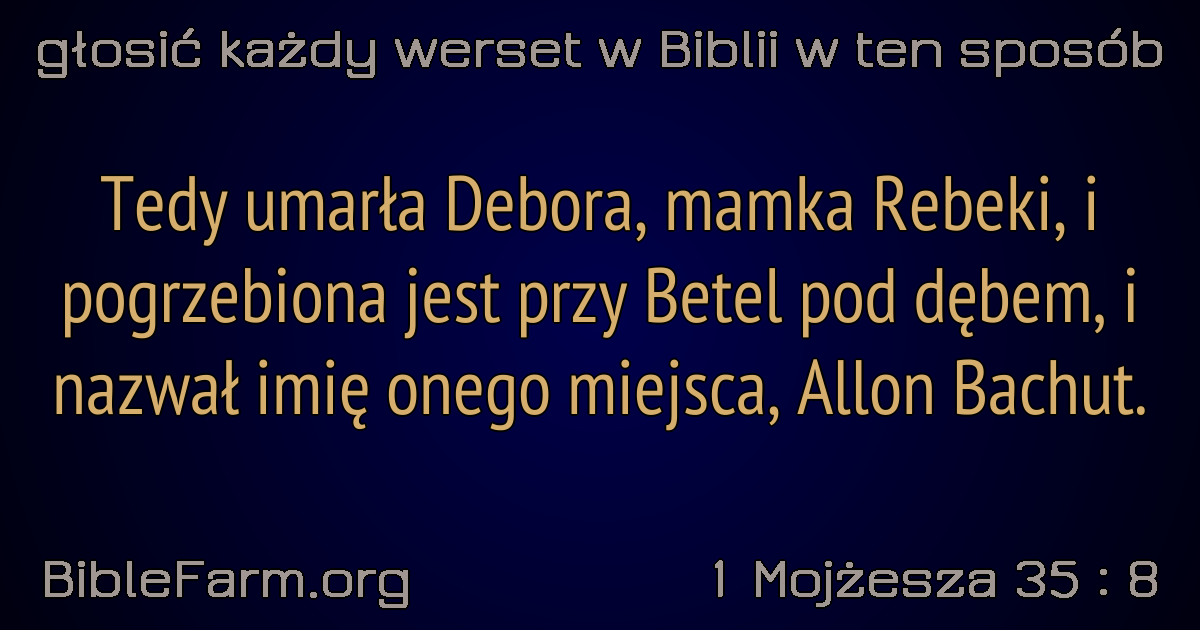 głosić każdy werset w Biblii w ten sposób
Tedy umarła Debora, mamka Rebeki, i
pogrzebiona jest przy Betel pod dębem, i
nazwał imię onego miejsca, Allon Bachut.
BibleFarm.org
1 Mojżesza 35 : 8